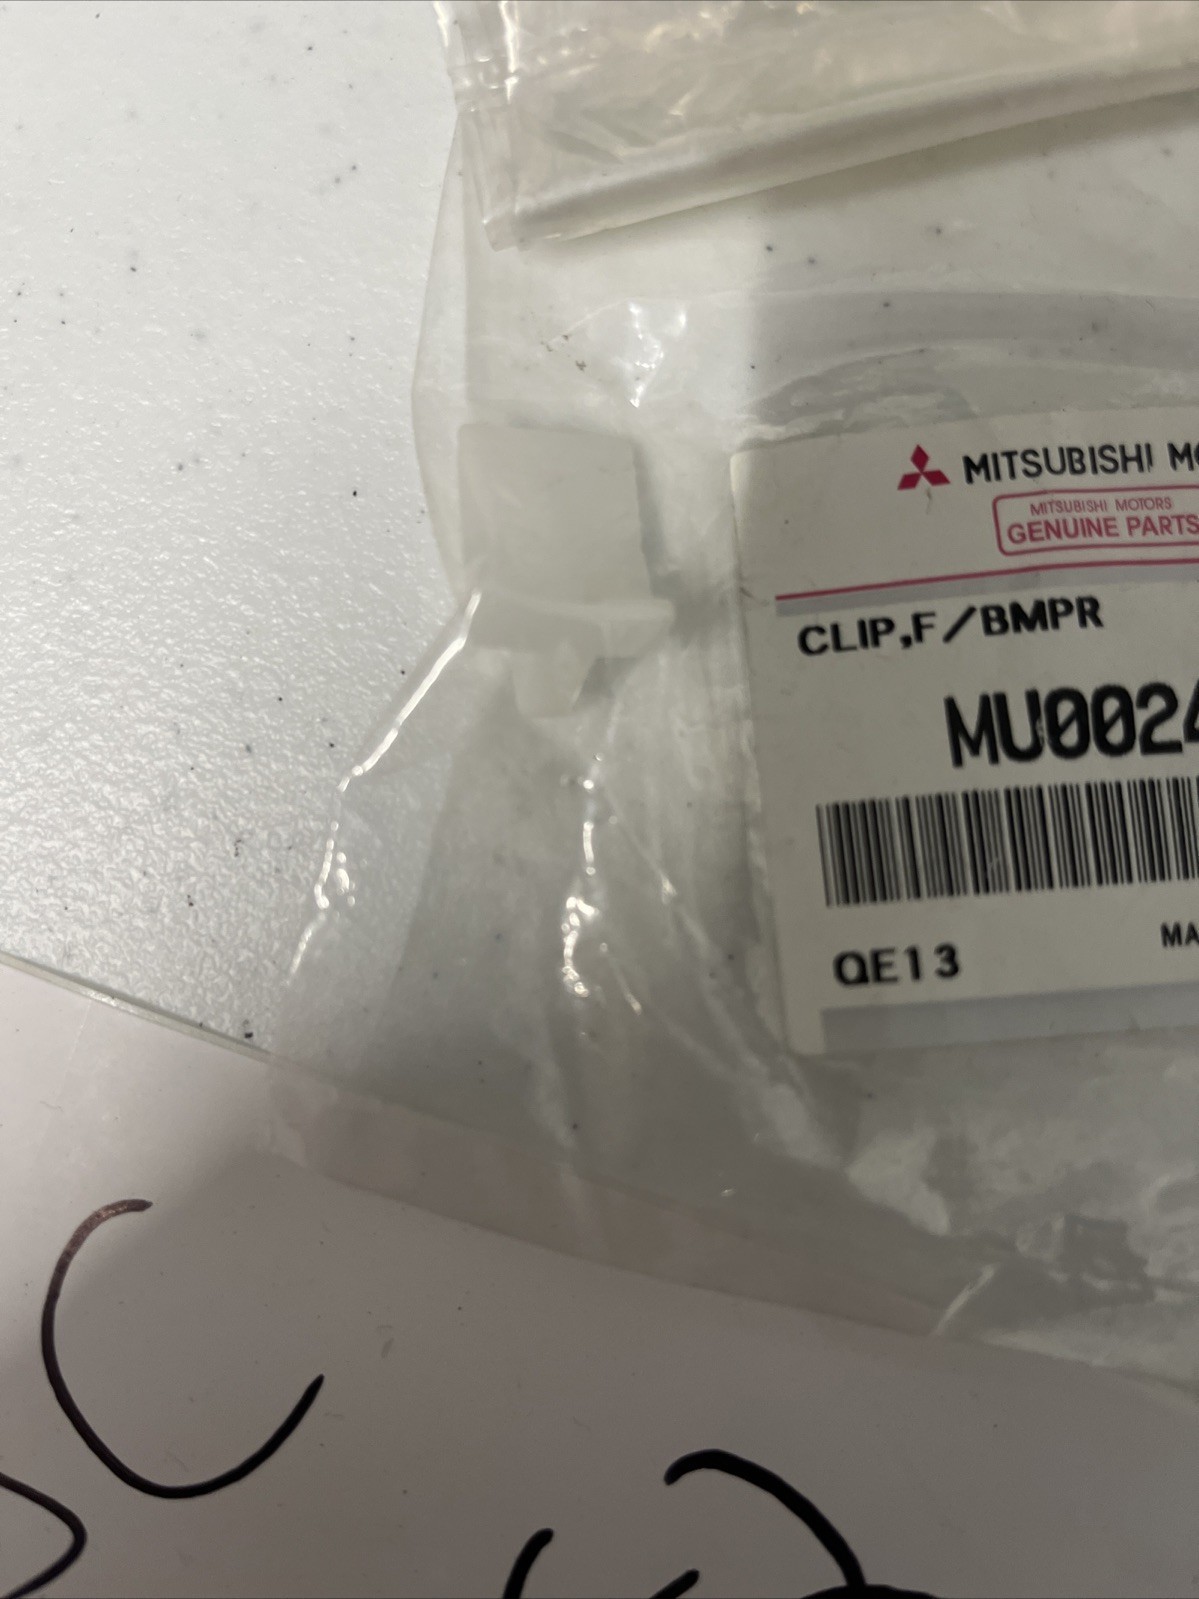 MITSUBISHI MO
MITSUBISHI MOTORS
GENUINE PARTS
CLIP,F/BMPR
MU0024
QE13
MA
C